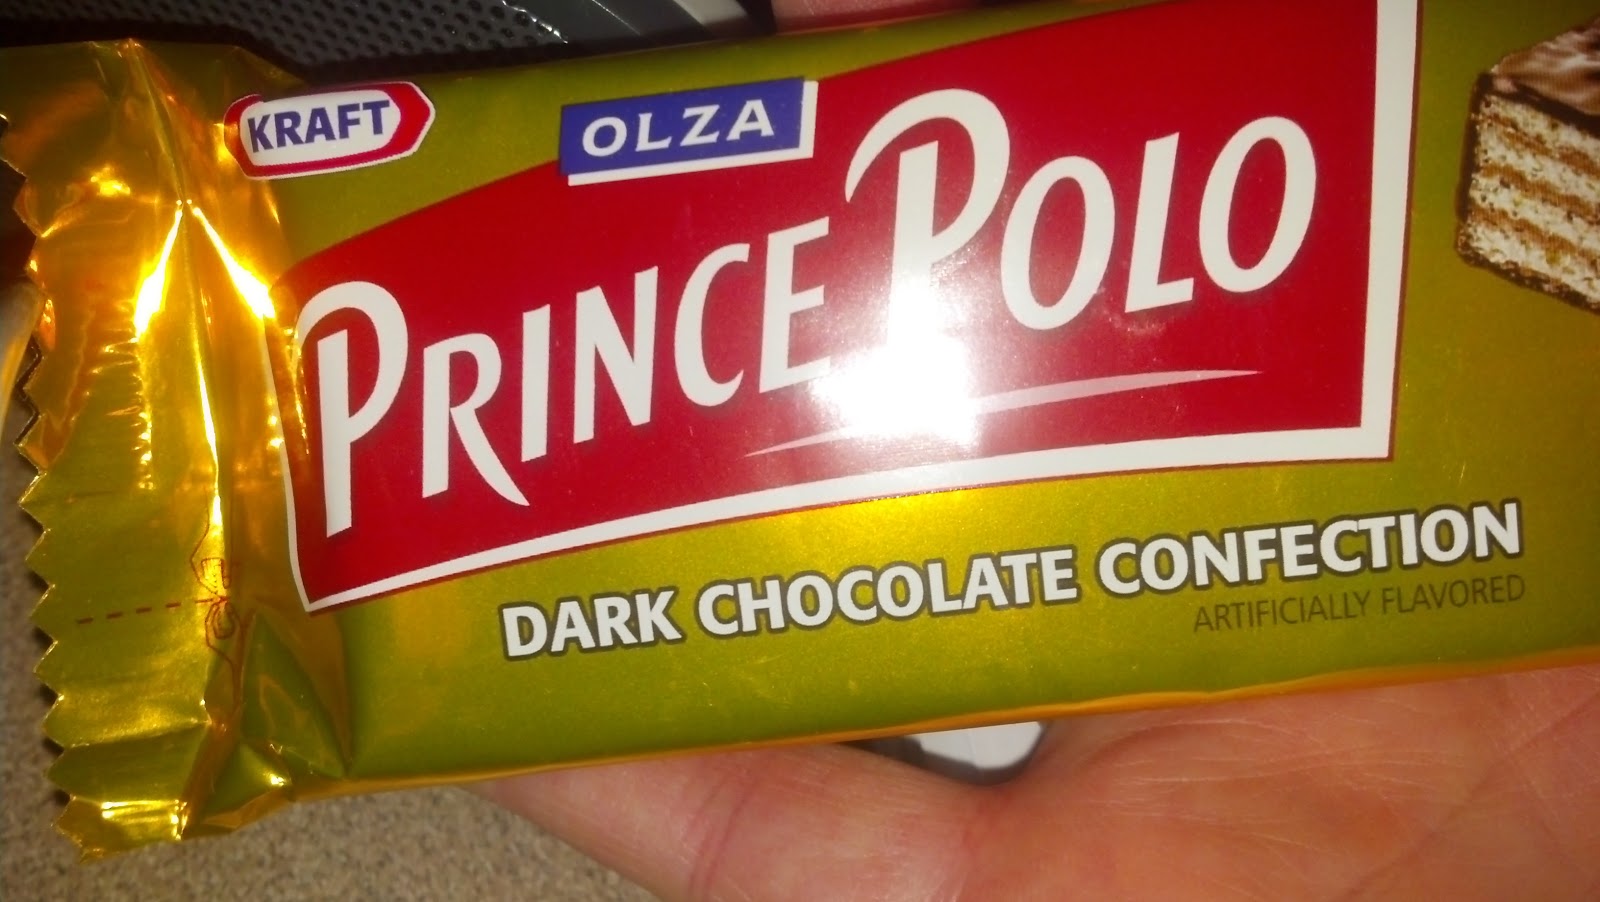 KRAFT
OLZA
PRINCE POLO
DARK CHOCOLATE CONFECTION
ARTIFICIALLY FLAVORED